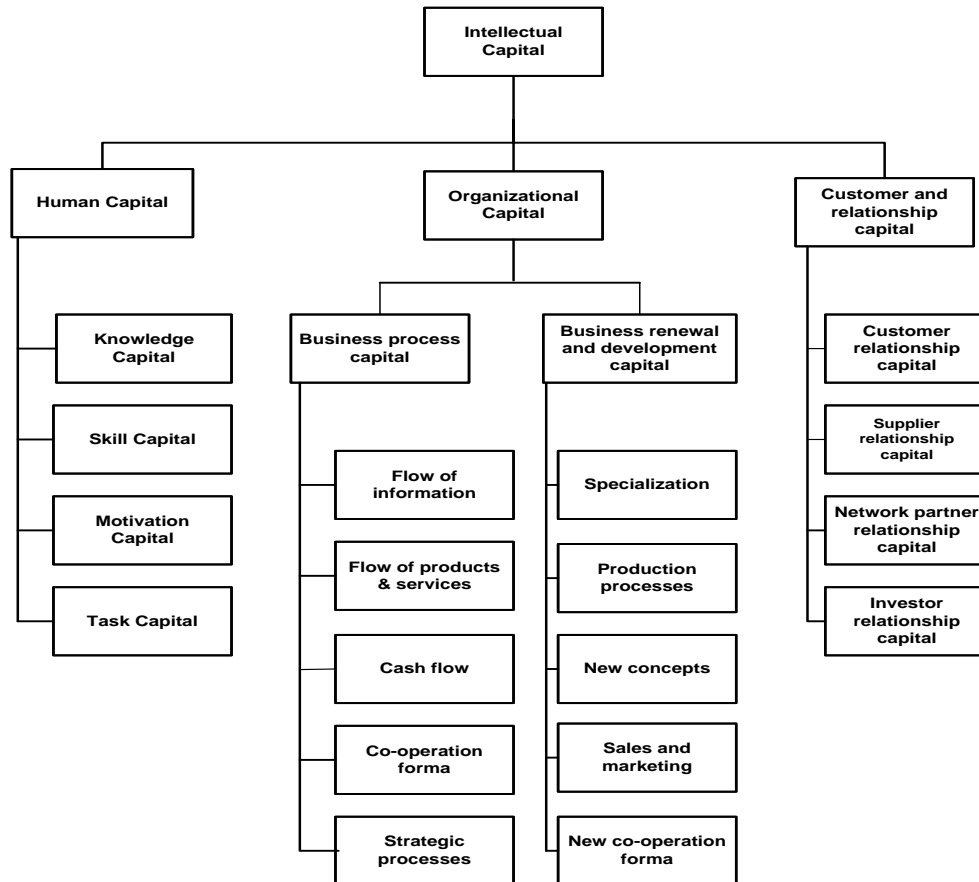 Intellectual
Capital
Human Capital
Organizational
Capital
Customer and
relationship
capital
Knowledge
Capital
Skill Capital
Motivation
Capital
Task Capital
Business process
capital
Flow of
information
Flow of products
& services
Cash flow
Co-operation
forma
Strategic
processes
Business renewal
and development
capital
Specialization
Production
processes
New concepts
Sales and
marketing
New co-operation
forma
Customer
relationship
capital
Supplier
relationship
capital
Network partner
relationship
capital
Investor
relationship
capital